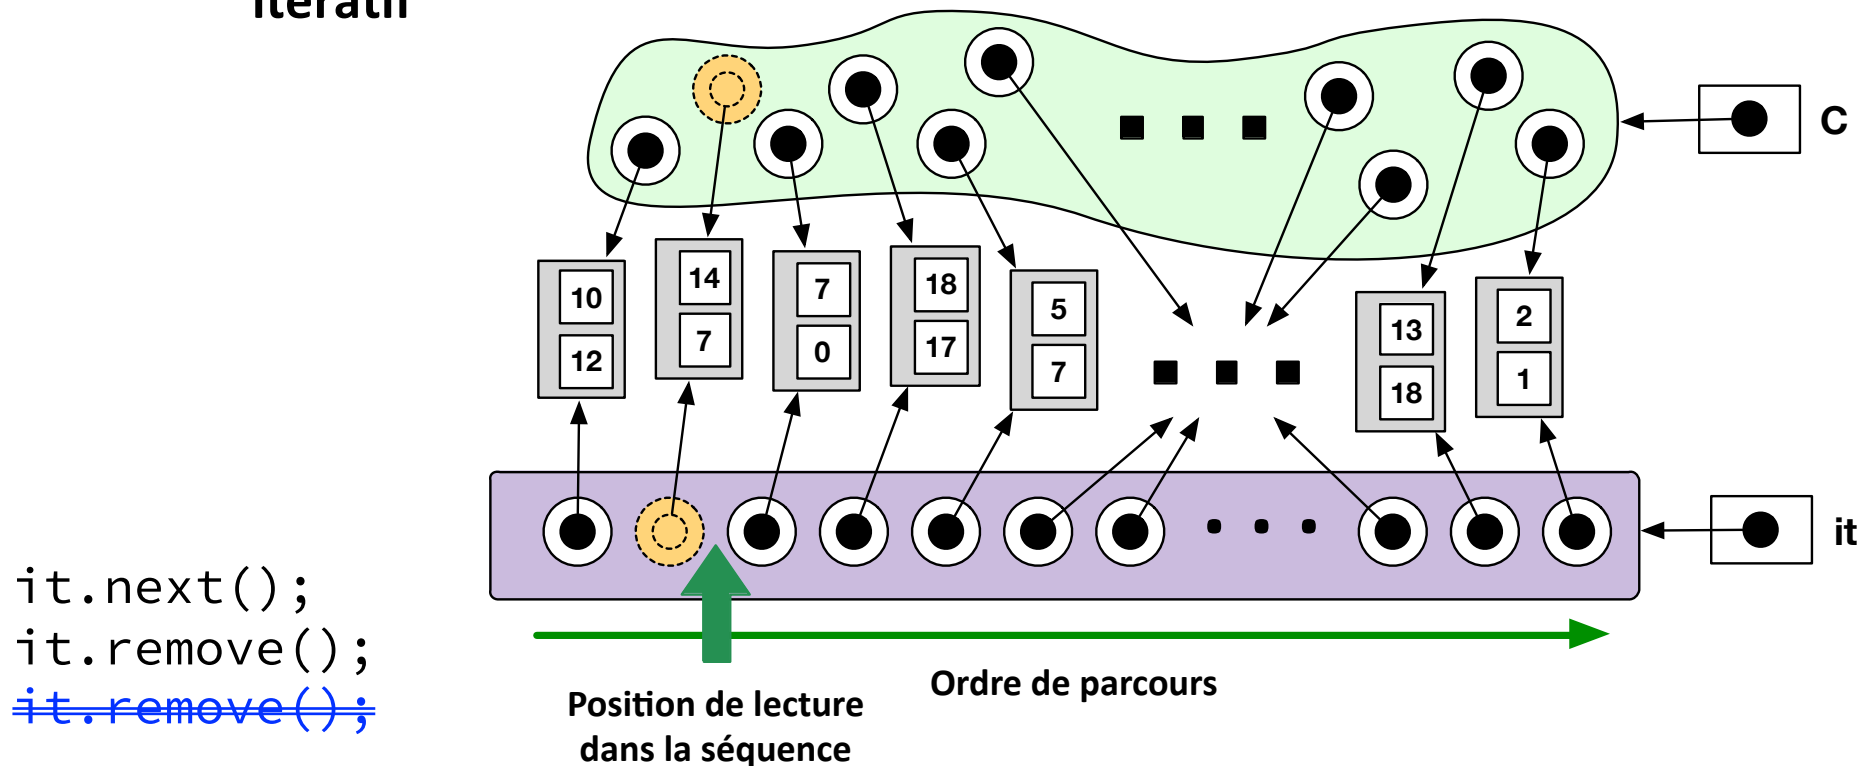 itératif
C
10
12
14
7
7
0
18
17
5
7
13
18
2
1
it
it.next();
it.remove();
it.remove();
Ordre de parcours
Position de lecture
dans la séquence